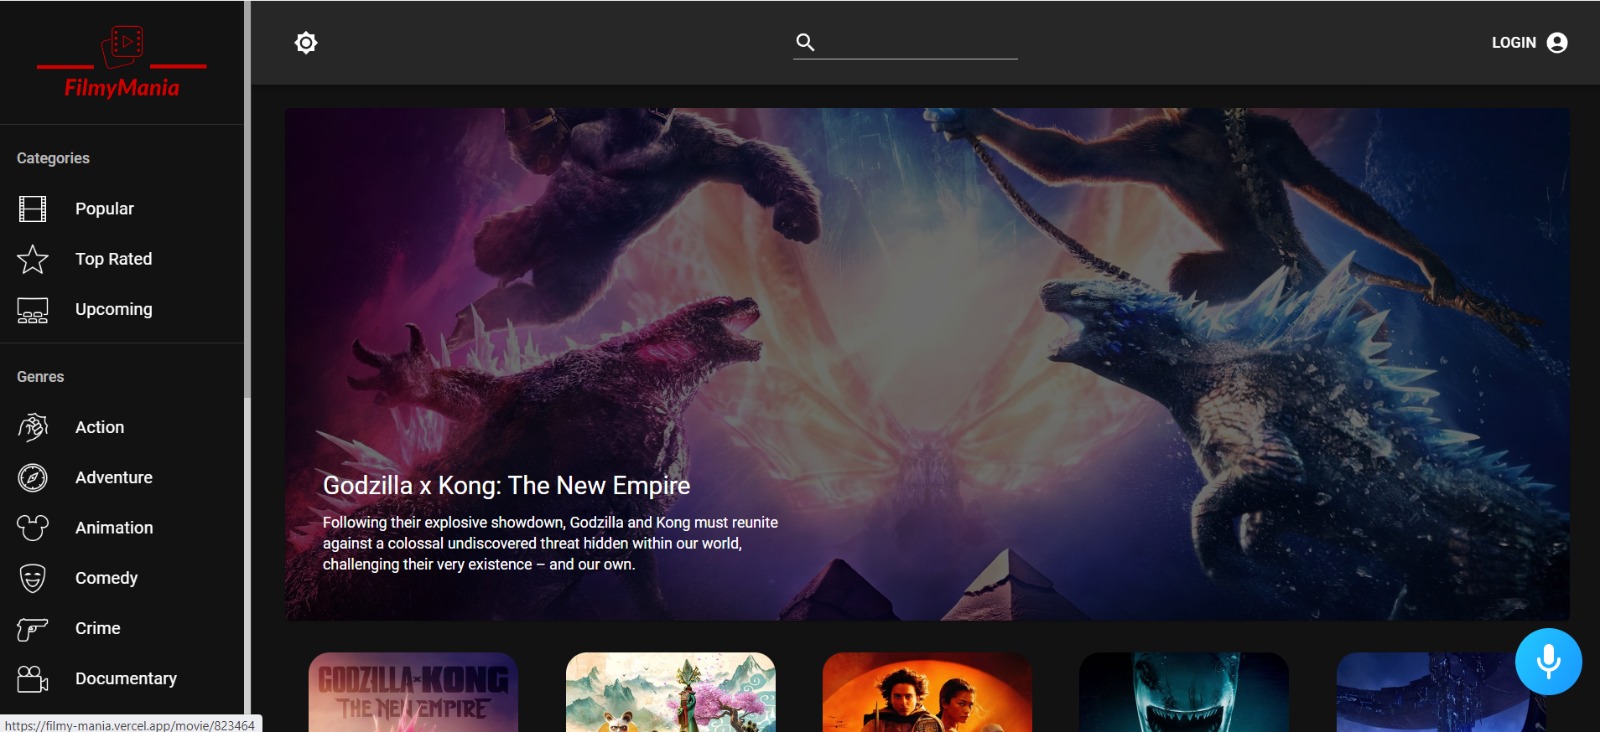 FilmyMania
Categories
Popular
Top Rated
Upcoming
Genres
Action
Adventure
Animation
Comedy
Crime
Documentary
LOGIN
Godzilla x Kong: The New Empire
Following their explosive showdown, Godzilla and Kong must reunite
against a colossal undiscovered threat hidden within our world,
challenging their very existence – and our own.
GODZILLA x KONG
THE NEW EMPIRE
https://filmy-mania.vercel.app/movie/823464